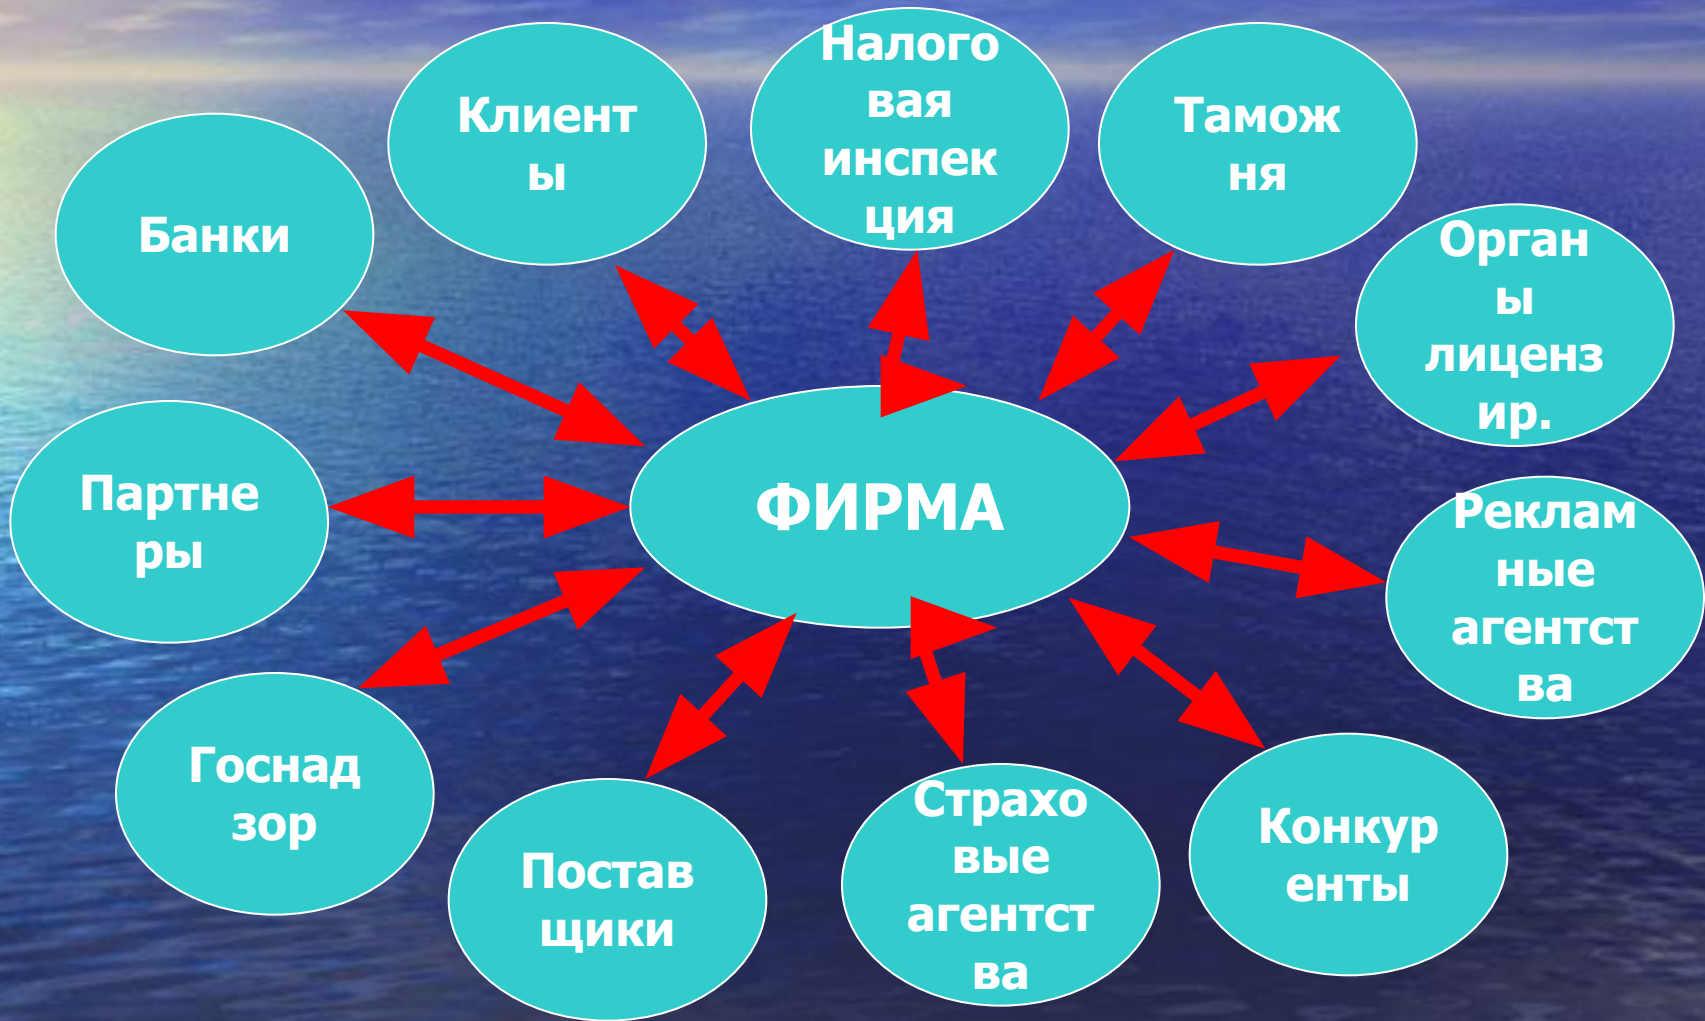 Налого
вая
инспек
ция
Клиент
ы
Тамож
ня
Банки
Орган
ы
лиценз
ир.
Партне
ры
ФИРМА
Реклам
ные
агентст
ва
Госнад
зор
Постав
щики
Страхо
вые
агентст
ва
Конкур
енты